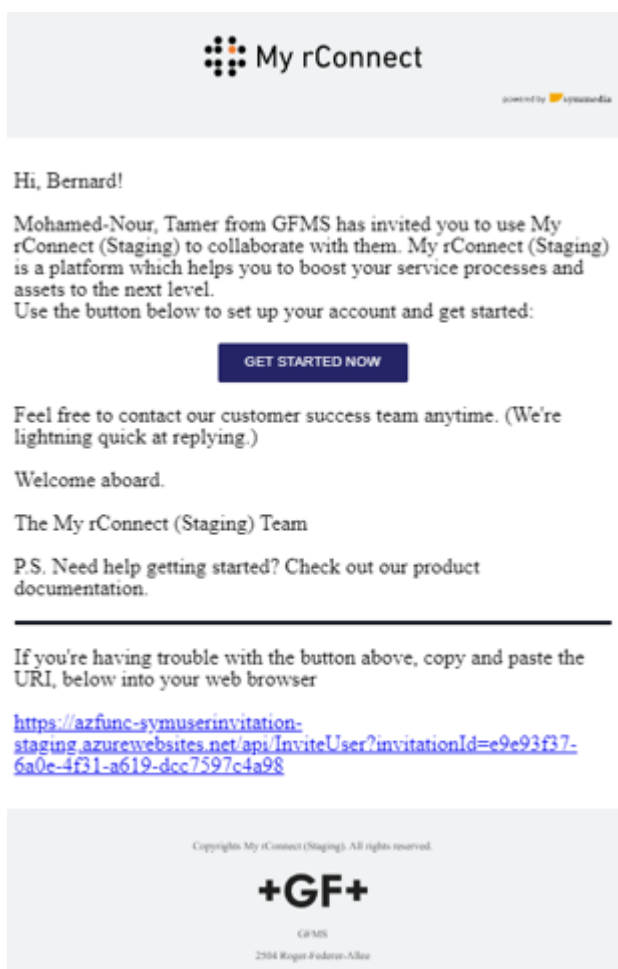 My rConnect
powered by symmedia
Hi, Bernard!
Mohamed-Nour, Tamer from GFMS has invited you to use My
rConnect (Staging) to collaborate with them. My rConnect (Staging)
is a platform which helps you to boost your service processes and
assets to the next level.
Use the button below to set up your account and get started:
GET STARTED NOW
Feel free to contact our customer success team anytime. (We're
lightning quick at replying.)
Welcome aboard.
The My rConnect (Staging) Team
P.S. Need help getting started? Check out our product
documentation.
If you're having trouble with the button above, copy and paste the
URI, below into your web browser
https://azfunc-symuserinvitation-
staging.azurewebsites.net/api/InviteUser?invitationId=e9e93f37-
6a0e-4f31-a619-dcc7597c4a98
Copyrights My rConnect (Staging). All rights reserved.
+GF+
GFMS
2504 Roger-Federer-Allee